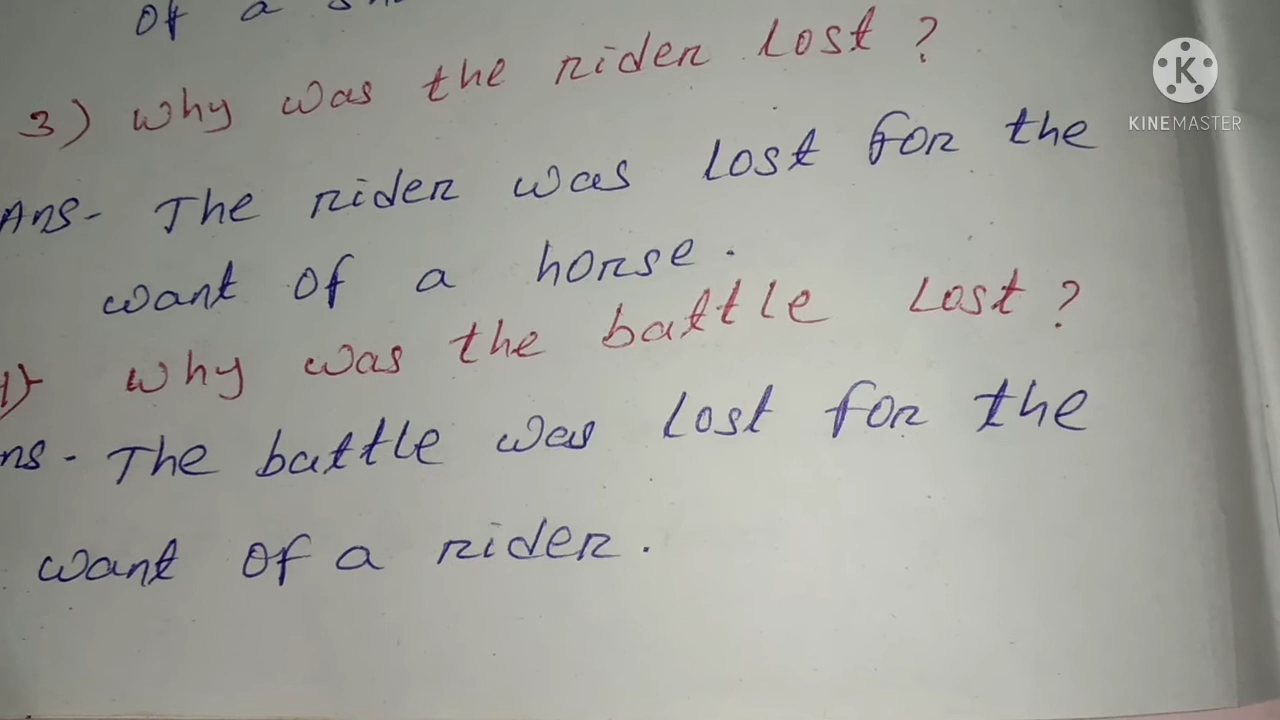 of a
3) Why was the rider lost?
Ans- The rider was lost for the
want of a horse.
Why was the battle lost?
ns- The battle was lost for the
want of a rider.
K
KINEMASTER